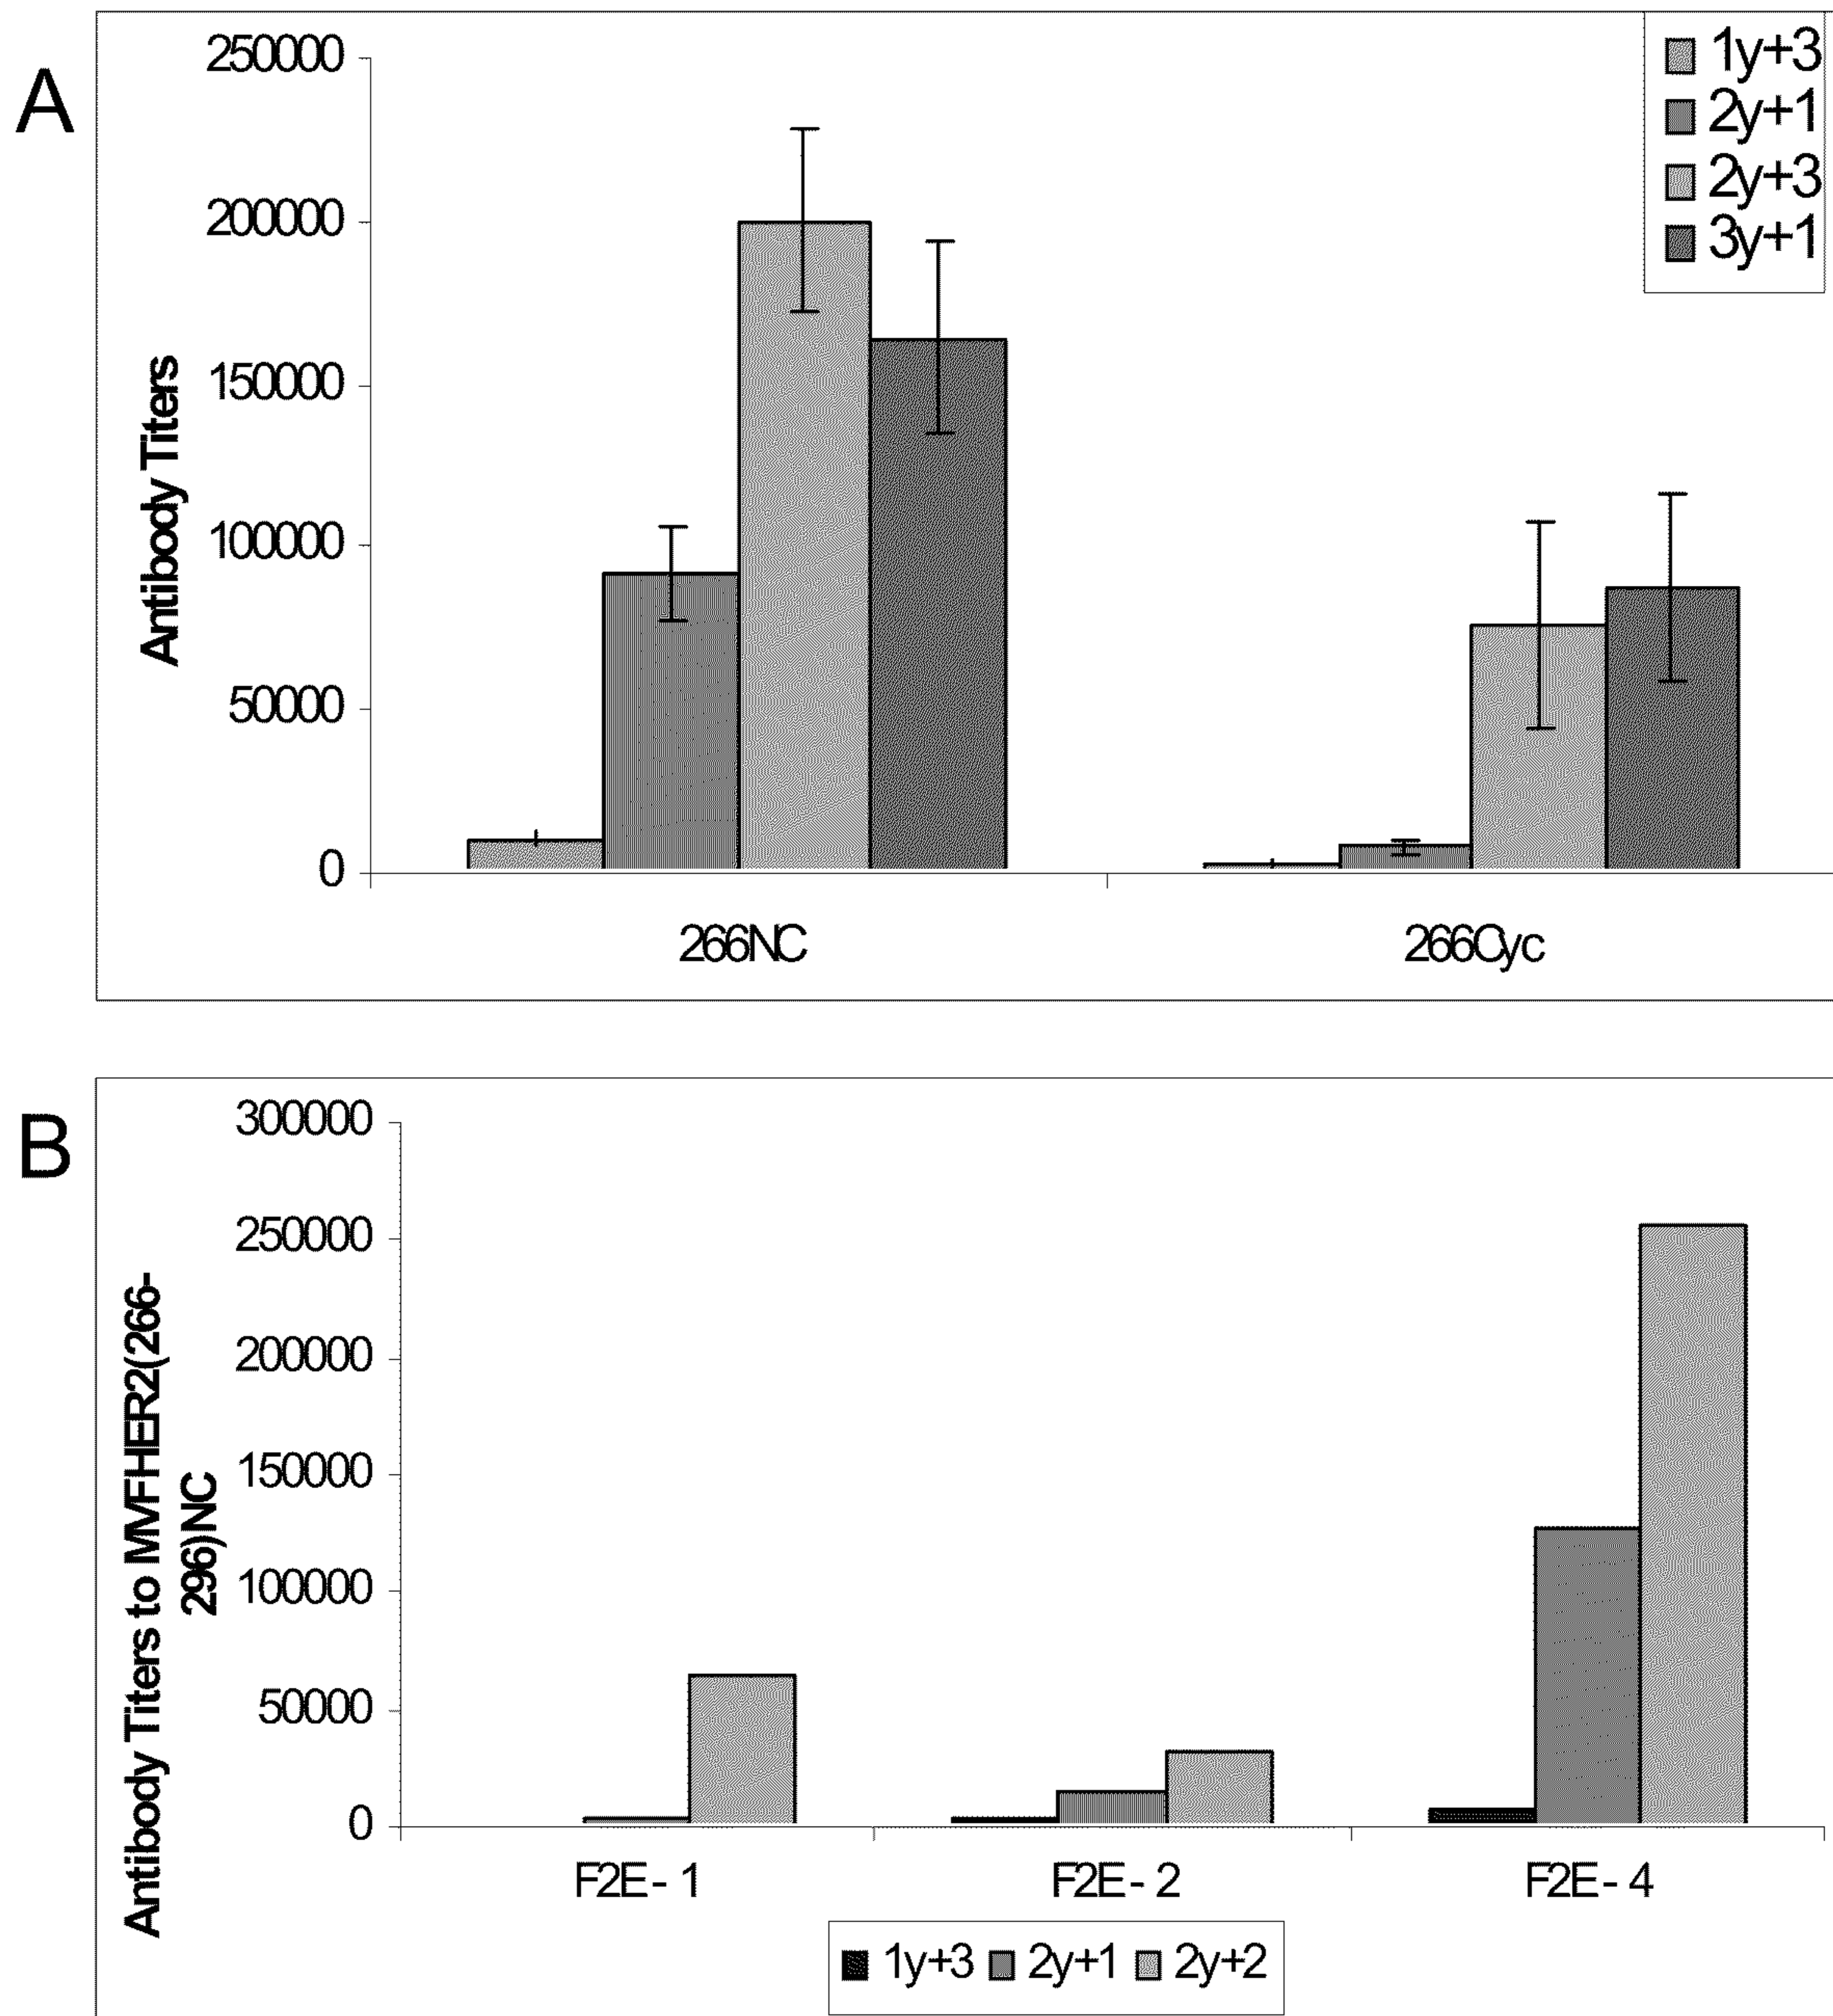 A
250000
200000
150000
100000
50000
0
Antibody Titers
266NC
266Cyc
1y+3
2y+1
2y+3
3y+1
B
300000
250000
200000
150000
100000
50000
0
Antibody Titers to MVFHER2(266-
296)NC
F2E- 1
F2E- 2
F2E- 4
1y+3 2y+1 2y+2